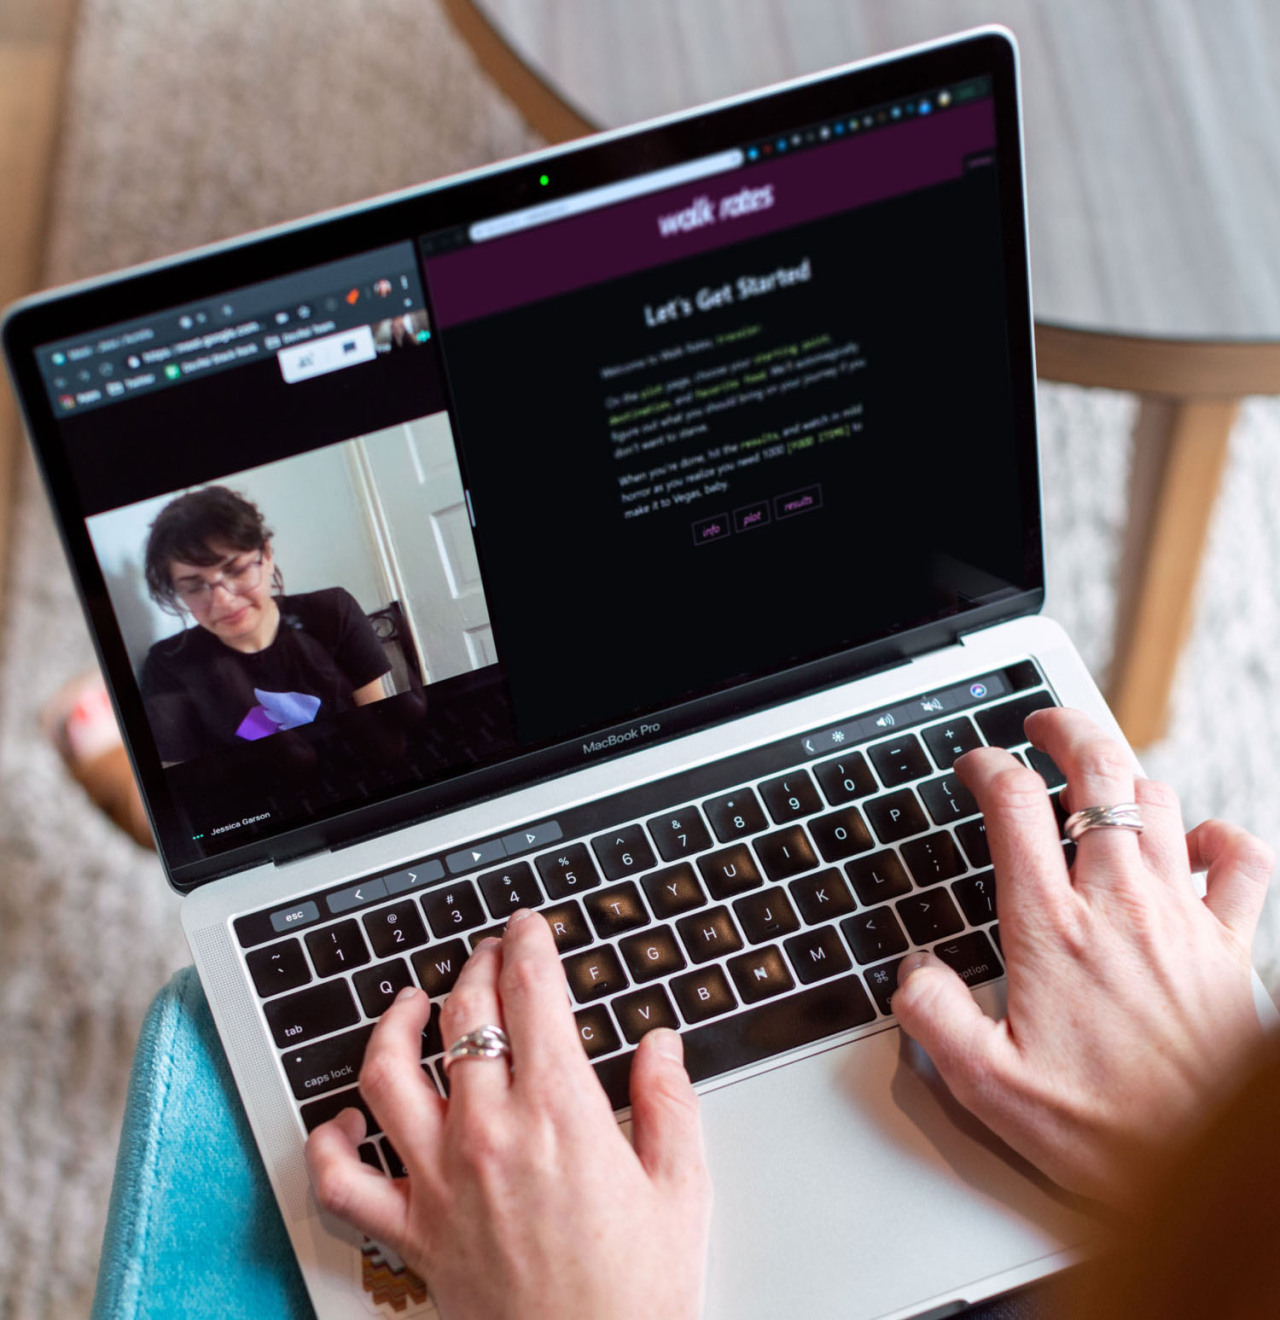 walk rates
Let's Get Started
Welcome to Walk Rates, traveler.
On the plot page, choose your starting point,
destination, and favorite food. We'll automagically
figure out what you should bring on your journey if you
don't want to starve.
When you're done, hit the results, and watch in mild
horror as you realize you need 1000 [FOOD ITEMS] to
make it to Vegas, baby.
info plot results
Apps Twitter
Jessica Garson
MacBook Pro
esc
~ ` ! 1 @ 2 # 3 $ 4 % 5 ^ 6 & 7 * 8 ( 9 ) 0 _ - + =
tab Q W R T Y U I O P { [
caps lock F G H J K L : ; " '
C V B N M < , > . ? /
⌘ ⌥ option